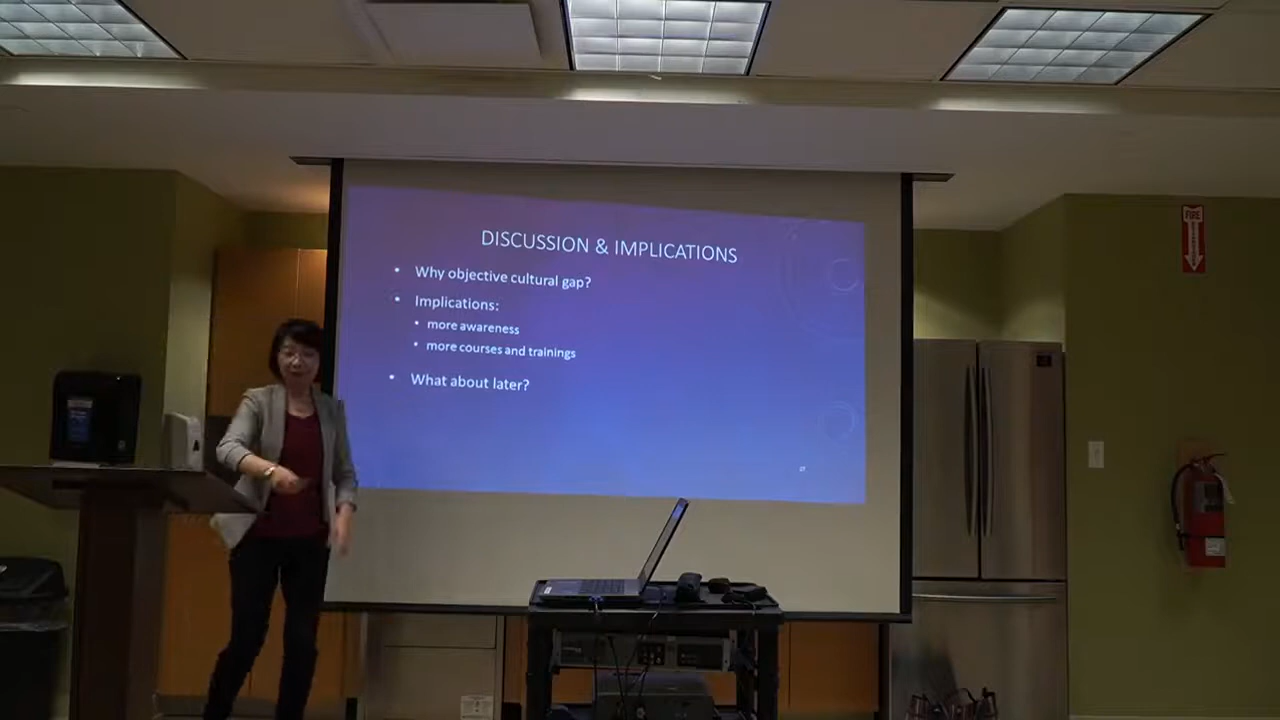 DISCUSSION & IMPLICATIONS
• Why objective cultural gap?
• Implications:
• more awareness
• more courses and trainings
• What about later?
FIRE